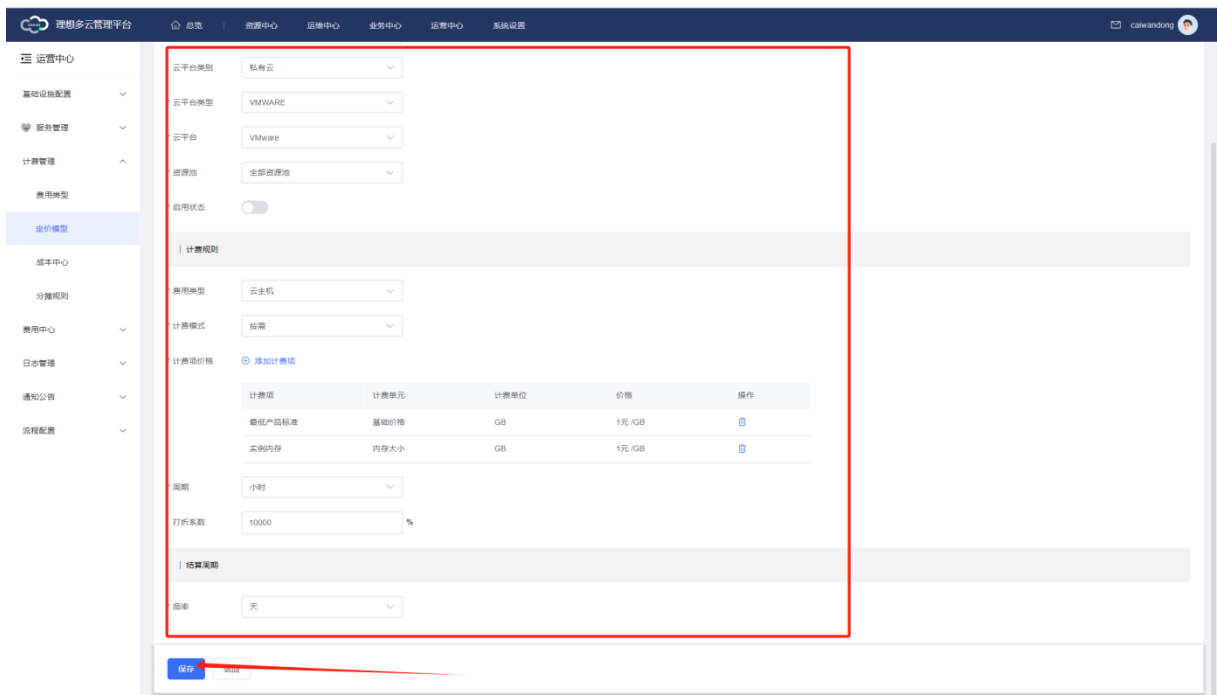 理想多云管理平台
总览
资源中心
运维中心
业务中心
运营中心
系统设置
caiwandong
运营中心
基础设施配置
服务管理
计费管理
费用类型
定价模型
成本中心
分摊规则
费用中心
日志管理
通知公告
流程配置
云平台类别 私有云
云平台类型 VMWARE
云平台 VMware
资源池 全部资源池
启用状态
计费规则
费用类型 云主机
计费模式 按需
计费项价格 添加计费项
计费项 计费单元 计费单位 价格 操作
最低产品标准 基础价格 GB 1元 /GB
实例内存 内存大小 GB 1元 /GB
周期 小时
打折系数 10000 %
结算周期
频率 天
保存